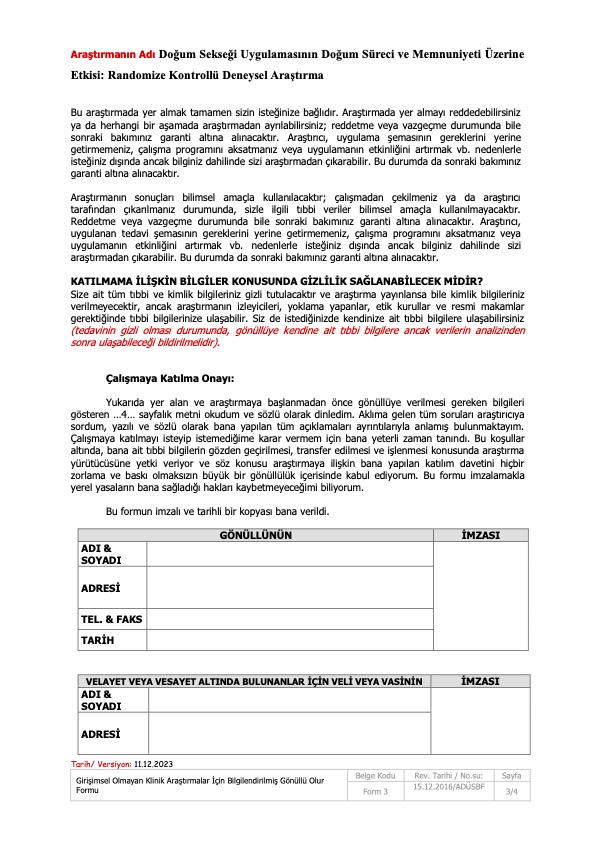 Araştırmanın Adı Doğum Sekseği Uygulamasının Doğum Süreci ve Memnuniyeti Üzerine
Etkisi: Randomize Kontrollü Deneysel Araştırma
Bu araştırmada yer almak tamamen sizin isteğinize bağlıdır. Araştırmada yer almayı reddedebilirsiniz
ya da herhangi bir aşamada araştırmadan ayrılabilirsiniz; reddetme veya vazgeçme durumunda bile
sonraki bakımınız garanti altına alınacaktır. Araştırıcı, uygulama şemasının gereklerini yerine
getirmemeniz, çalışma programını aksatmanız veya uygulamanın etkinliğini artırmak vb. nedenlerle
isteğiniz dışında ancak bilginiz dahilinde sizi araştırmadan çıkarabilir. Bu durumda da sonraki bakımınız
garanti altına alınacaktır.
Araştırmanın sonuçları bilimsel amaçla kullanılacaktır; çalışmadan çekilmeniz ya da araştırıcı
tarafından çıkarılmanız durumunda, sizle ilgili tıbbi veriler bilimsel amaçla kullanılmayacaktır.
Reddetme veya vazgeçme durumunda bile sonraki bakımınız garanti altına alınacaktır. Araştırıcı,
uygulanan tedavi şemasının gereklerini yerine getirmemeniz, çalışma programını aksatmanız veya
uygulamanın etkinliğini artırmak vb. nedenlerle isteğiniz dışında ancak bilginiz dahilinde sizi
araştırmadan çıkarabilir. Bu durumda da sonraki bakımınız garanti altına alınacaktır.
KATILMAMA İLİŞKİN BİLGİLER KONUSUNDA GİZLİLİK SAĞLANABİLECEK MİDİR?
Size ait tüm tıbbi ve kimlik bilgileriniz gizli tutulacaktır ve araştırma yayınlansa bile kimlik bilgileriniz
verilmeyecektir, ancak araştırmanın izleyicileri, yoklama yapanlar, etik kurullar ve resmi makamlar
gerektiğinde tıbbi bilgilerinize ulaşabilir. Siz de istediğinizde kendinize ait tıbbi bilgilere ulaşabilirsiniz
(tedavinin gizli olması durumunda, gönüllüye kendine ait tıbbi bilgilere ancak verilerin analizinden
sonra ulaşabileceği bildirilmelidir).
Çalışmaya Katılma Onayı:
Yukarıda yer alan ve araştırmaya başlanmadan önce gönüllüye verilmesi gereken bilgileri
gösteren …4… sayfalık metni okudum ve sözlü olarak dinledim. Aklıma gelen tüm soruları araştırıcıya
sordum, yazılı ve sözlü olarak bana yapılan tüm açıklamaları ayrıntılarıyla anlamış bulunmaktayım.
Çalışmaya katılmayı isteyip istemediğime karar vermem için bana yeterli zaman tanındı. Bu koşullar
altında, bana ait tıbbi bilgilerin gözden geçirilmesi, transfer edilmesi ve işlenmesi konusunda araştırma
yürütücüsüne yetki veriyor ve söz konusu araştırmaya ilişkin bana yapılan katılım davetini hiçbir
zorlama ve baskı olmaksızın büyük bir gönüllülük içerisinde kabul ediyorum. Bu formu imzalamakla
yerel yasaların bana sağladığı hakları kaybetmeyeceğimi biliyorum.
Bu formun imzalı ve tarihli bir kopyası bana verildi.
GÖNÜLLÜNÜN İMZASI
ADI &
SOYADI
ADRESİ
TEL. & FAKS
TARİH
VELAYET VEYA VESAYET ALTINDA BULUNANLAR İÇİN VELİ VEYA VASİNİN İMZASI
ADI &
SOYADI
ADRESİ
Tarih/ Versiyon: 11.12.2023
Girişimsel Olmayan Klinik Araştırmalar İçin Bilgilendirilmiş Gönüllü Olur
Formu
Belge Kodu Rev. Tarihi / No.su: Sayfa
Form 3 15.12.2016/ADÜSBF 3/4